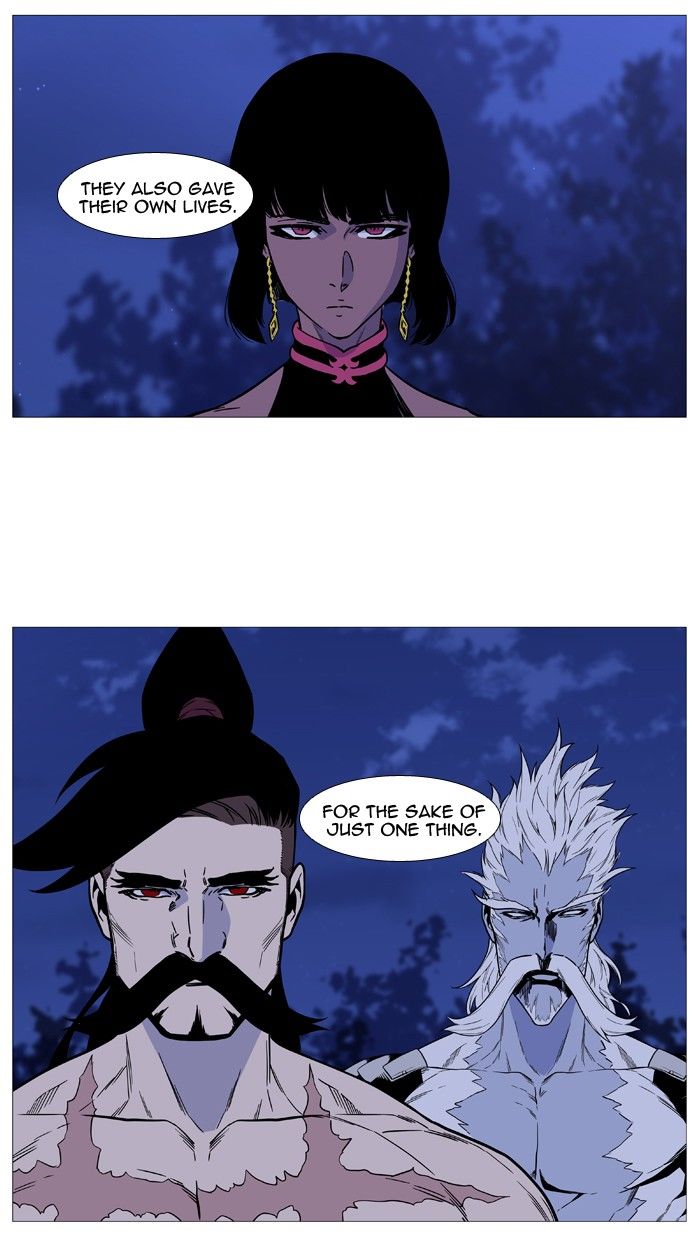 THEY ALSO GAVE
THEIR OWN LIVES.
FOR THE SAKE OF
JUST ONE THING.